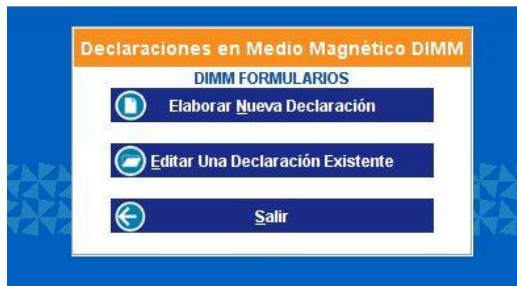 Declaraciones en Medio Magnético DIMM
DIMM FORMULARIOS
Elaborar Nueva Declaración
Editar Una Declaración Existente
Salir